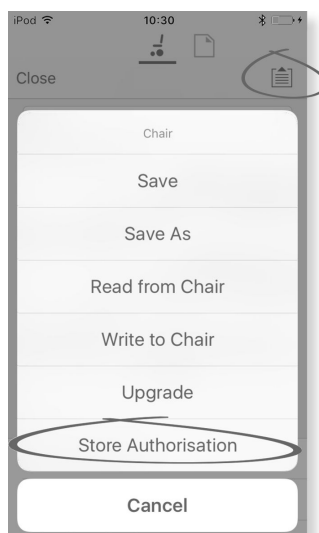 iPod 10:30
Close
Chair
Save
Save As
Read from Chair
Write to Chair
Upgrade
Store Authorisation
Cancel